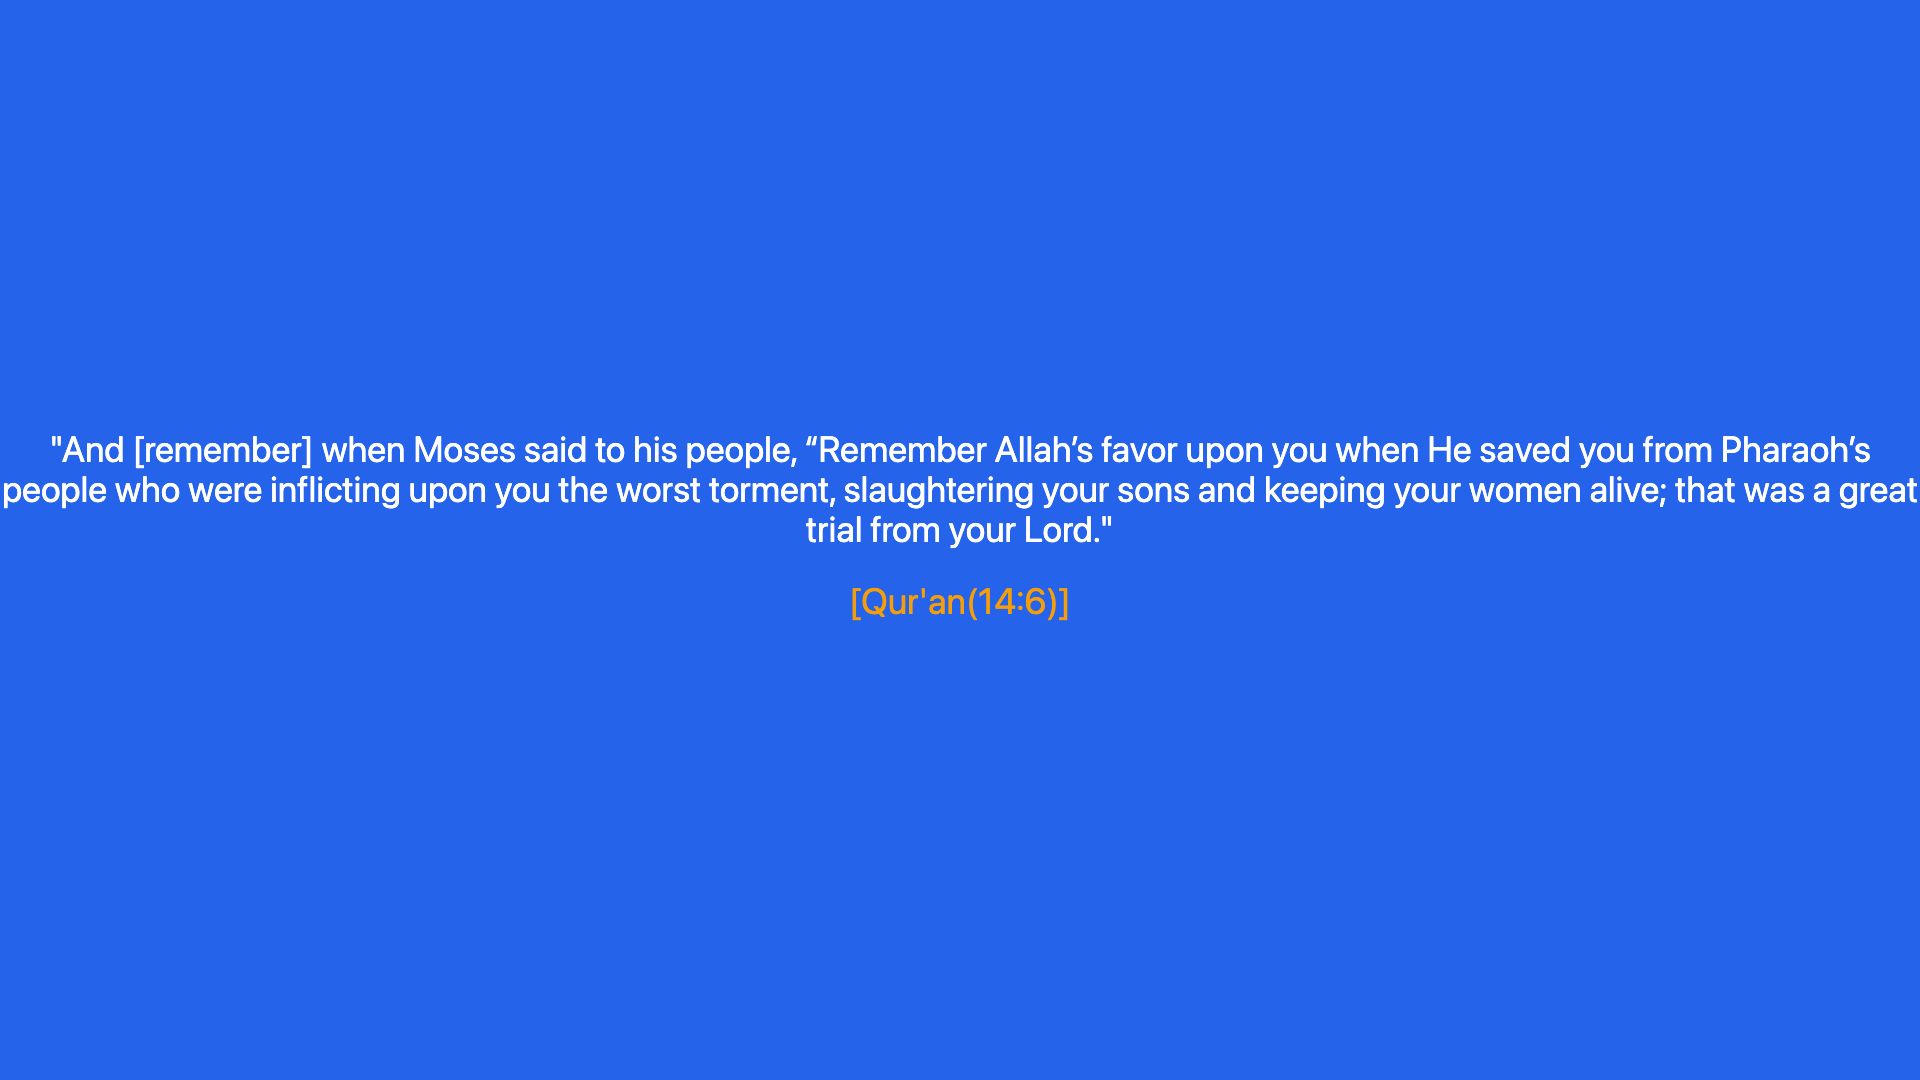 "And [remember] when Moses said to his people, “Remember Allah’s favor upon you when He saved you from Pharaoh’s
people who were inflicting upon you the worst torment, slaughtering your sons and keeping your women alive; that was a great
trial from your Lord."
[Qur'an(14:6)]